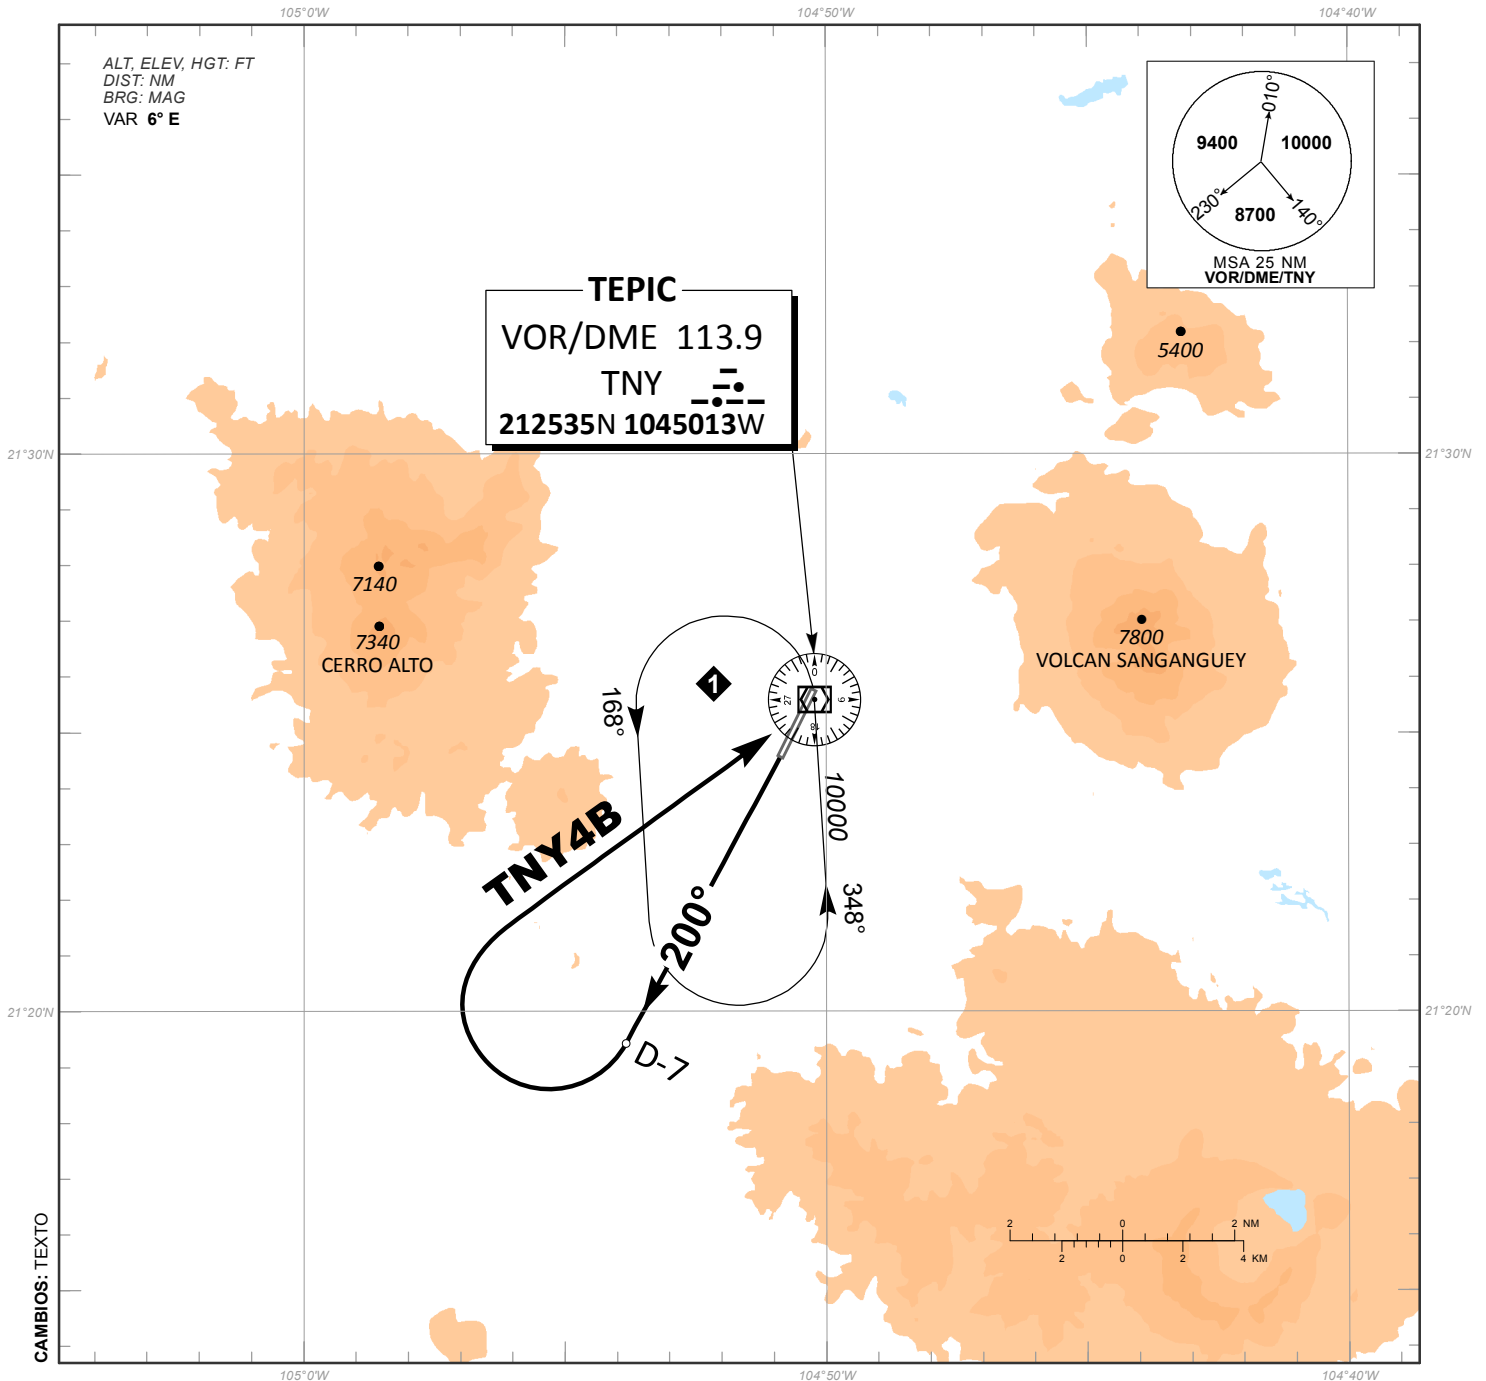 105°0'W
104°50'W
104°40'W
ALT, ELEV, HGT: FT
DIST: NM
BRG: MAG
VAR 6° E
010°
9400
10000
230°
8700
140°
MSA 25 NM
VOR/DME/TNY
TEPIC
VOR/DME 113.9
TNY
212535N 1045013W
5400
21°30'N
21°30'N
7140
7340
CERRO ALTO
7800
VOLCAN SANGANGUEY
1
0
27
9
18
168°
10000
TNY4B
348°
200°
21°20'N
21°20'N
D-7
2 0 2 NM
2 0 2 4 KM
CAMBIOS: TEXTO
105°0'W
104°50'W
104°40'W